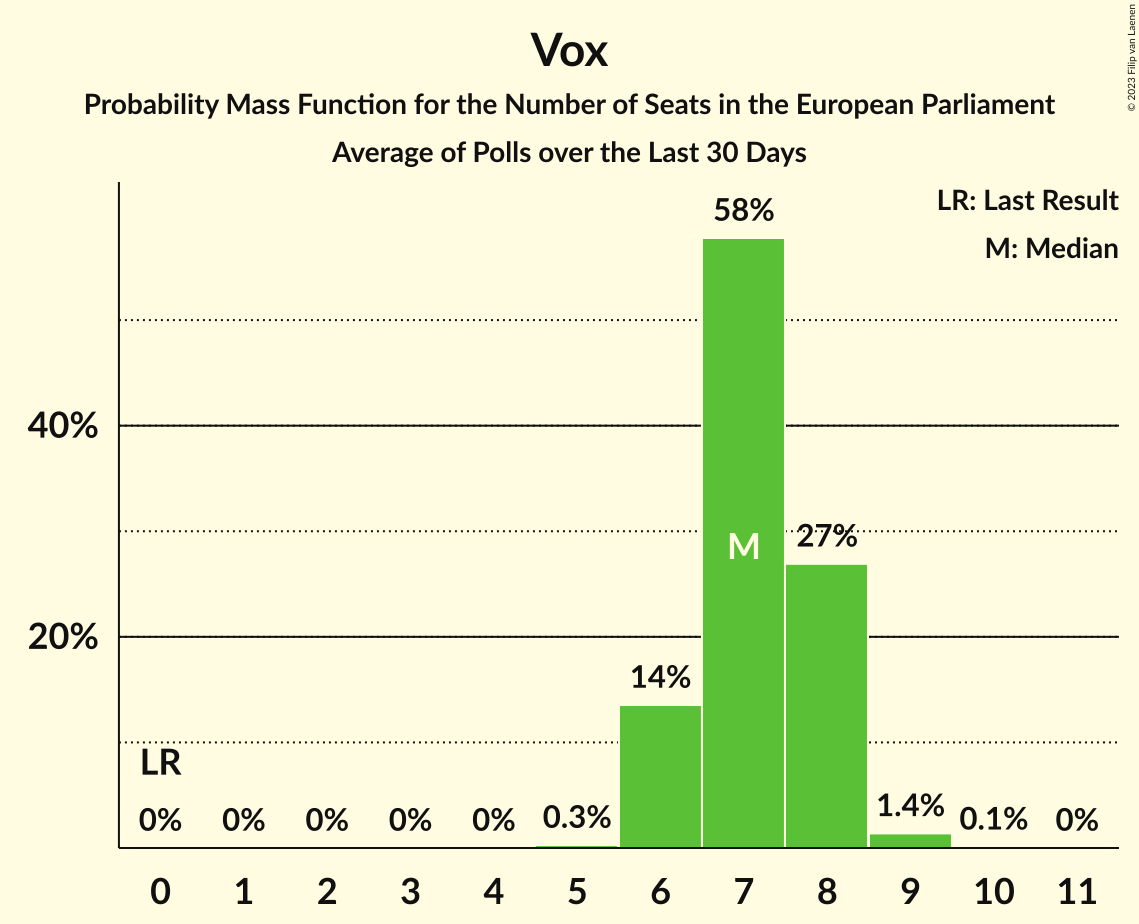 Vox
Probability Mass Function for the Number of Seats in the European Parliament
Average of Polls over the Last 30 Days
© 2023 Filip van Laenen
LR: Last Result
M: Median
58%
40%
M
27%
20%
14%
LR
0% 0% 0% 0% 0% 0.3% 1.4% 0.1% 0%
0 1 2 3 4 5 6 7 8 9 10 11